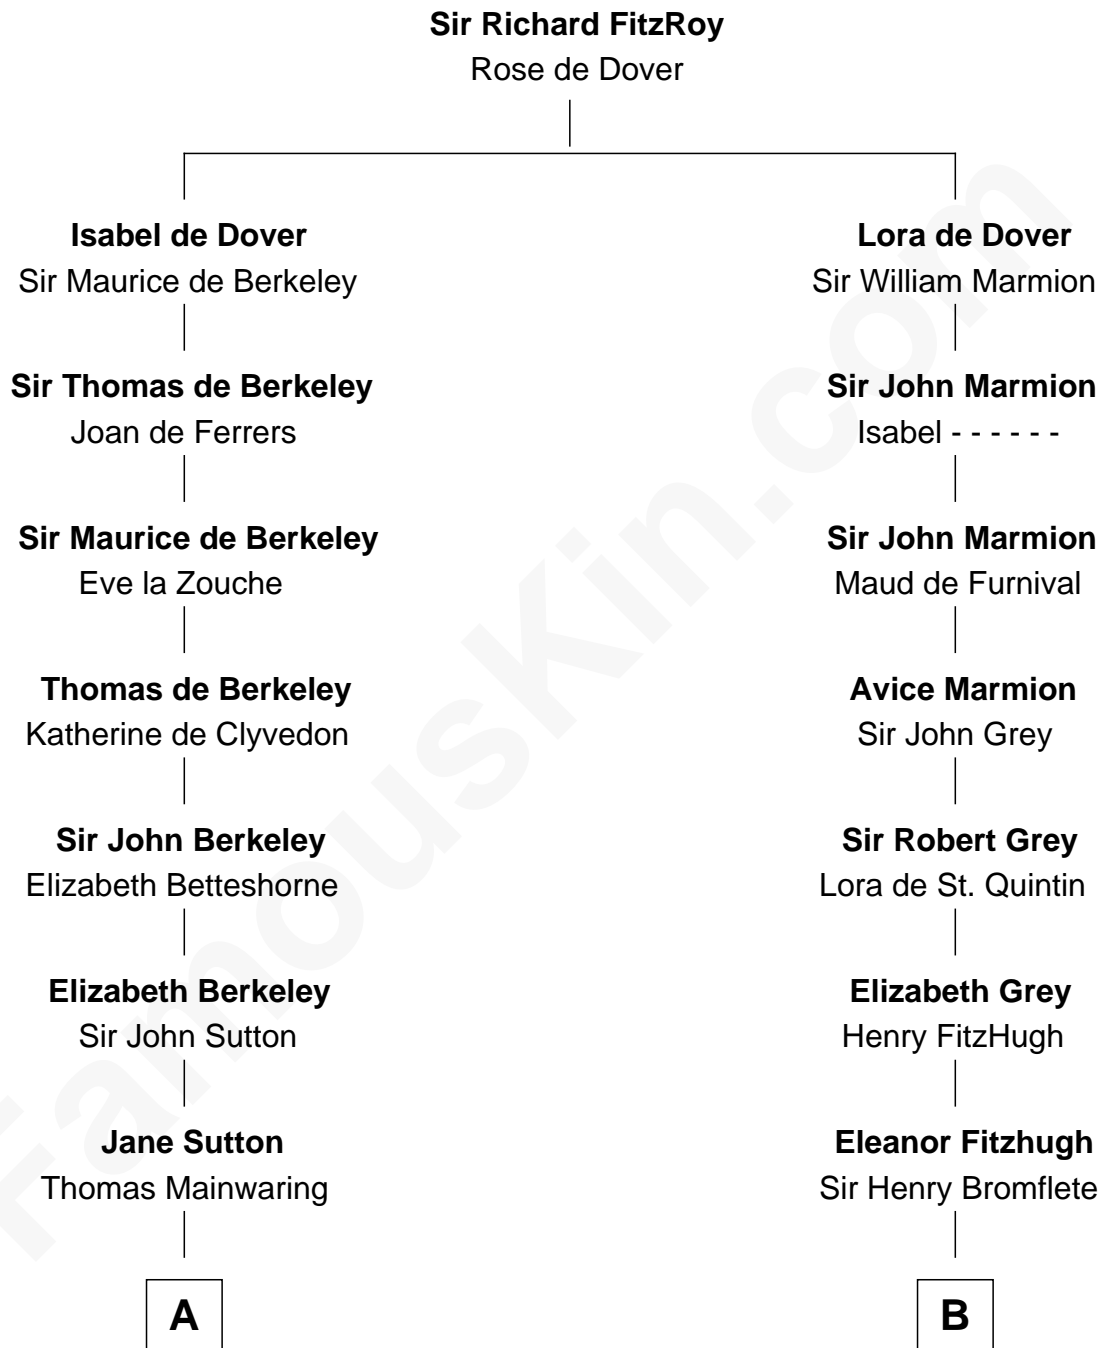 Sir Richard FitzRoy
Rose de Dover
Isabel de Dover
Sir Maurice de Berkeley
Lora de Dover
Sir William Marmion
Sir Thomas de Berkeley
Joan de Ferrers
Sir John Marmion
Isabel - - - - - -
Sir Maurice de Berkeley
Eve la Zouche
Sir John Marmion
Maud de Furnival
Thomas de Berkeley
Katherine de Clyvedon
Avice Marmion
Sir John Grey
Sir John Berkeley
Elizabeth Betteshorne
Sir Robert Grey
Lora de St. Quintin
Elizabeth Berkeley
Sir John Sutton
Elizabeth Grey
Henry FitzHugh
Jane Sutton
Thomas Mainwaring
Eleanor Fitzhugh
Sir Henry Bromflete
A
B
FamousKin.com